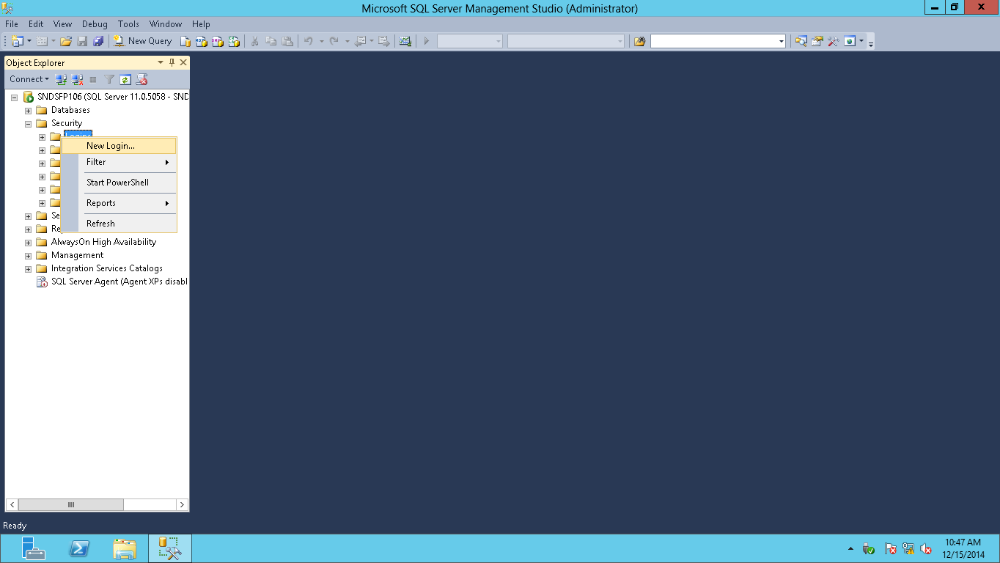 Microsoft SQL Server Management Studio (Administrator)
File Edit View Debug Tools Window Help
New Query
Object Explorer
Connect
SNDSFP106 (SQL Server 11.0.5058 - SND
Databases
Security
Logins
New Login...
Filter
Start PowerShell
Reports
Refresh
Se
Re
AlwaysOn High Availability
Management
Integration Services Catalogs
SQL Server Agent (Agent XPs disabl
Ready
10:47 AM
12/15/2014